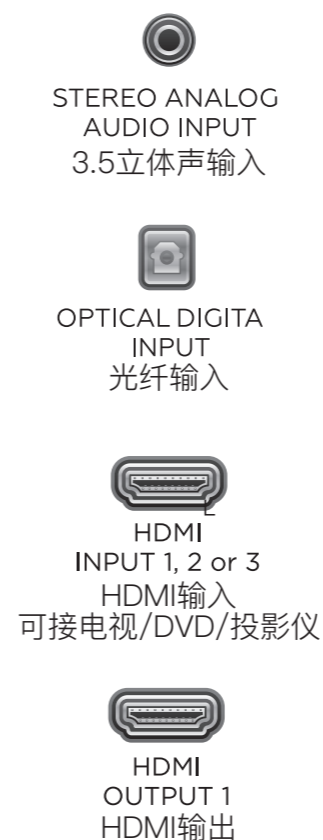 STEREO ANALOG
AUDIO INPUT
3.5立体声输入
OPTICAL DIGITA
INPUT
光纤输入
L
HDMI
INPUT 1, 2 or 3
HDMI输入
可接电视/DVD/投影仪
HDMI
OUTPUT 1
HDMI输出